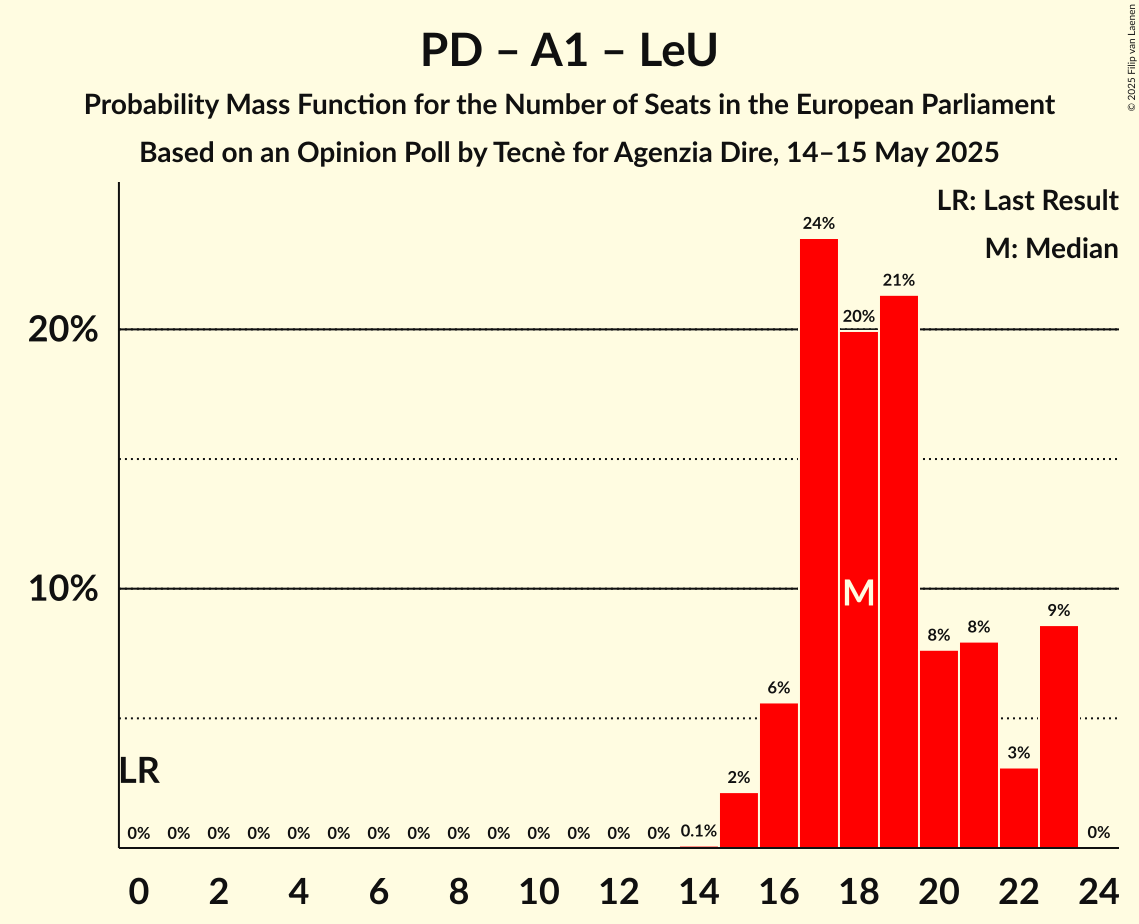 PD – A1 – LeU
Probability Mass Function for the Number of Seats in the European Parliament
Based on an Opinion Poll by Tecnè for Agenzia Dire, 14–15 May 2025
© 2025 Filip van Laenen
LR: Last Result
M: Median
24%
21%
20%
20%
M
10%
9%
8%
8%
6%
3%
LR
2%
0% 0% 0% 0% 0% 0% 0% 0% 0% 0% 0% 0% 0% 0% 0.1% 0%
0 2 4 6 8 10 12 14 16 18 20 22 24